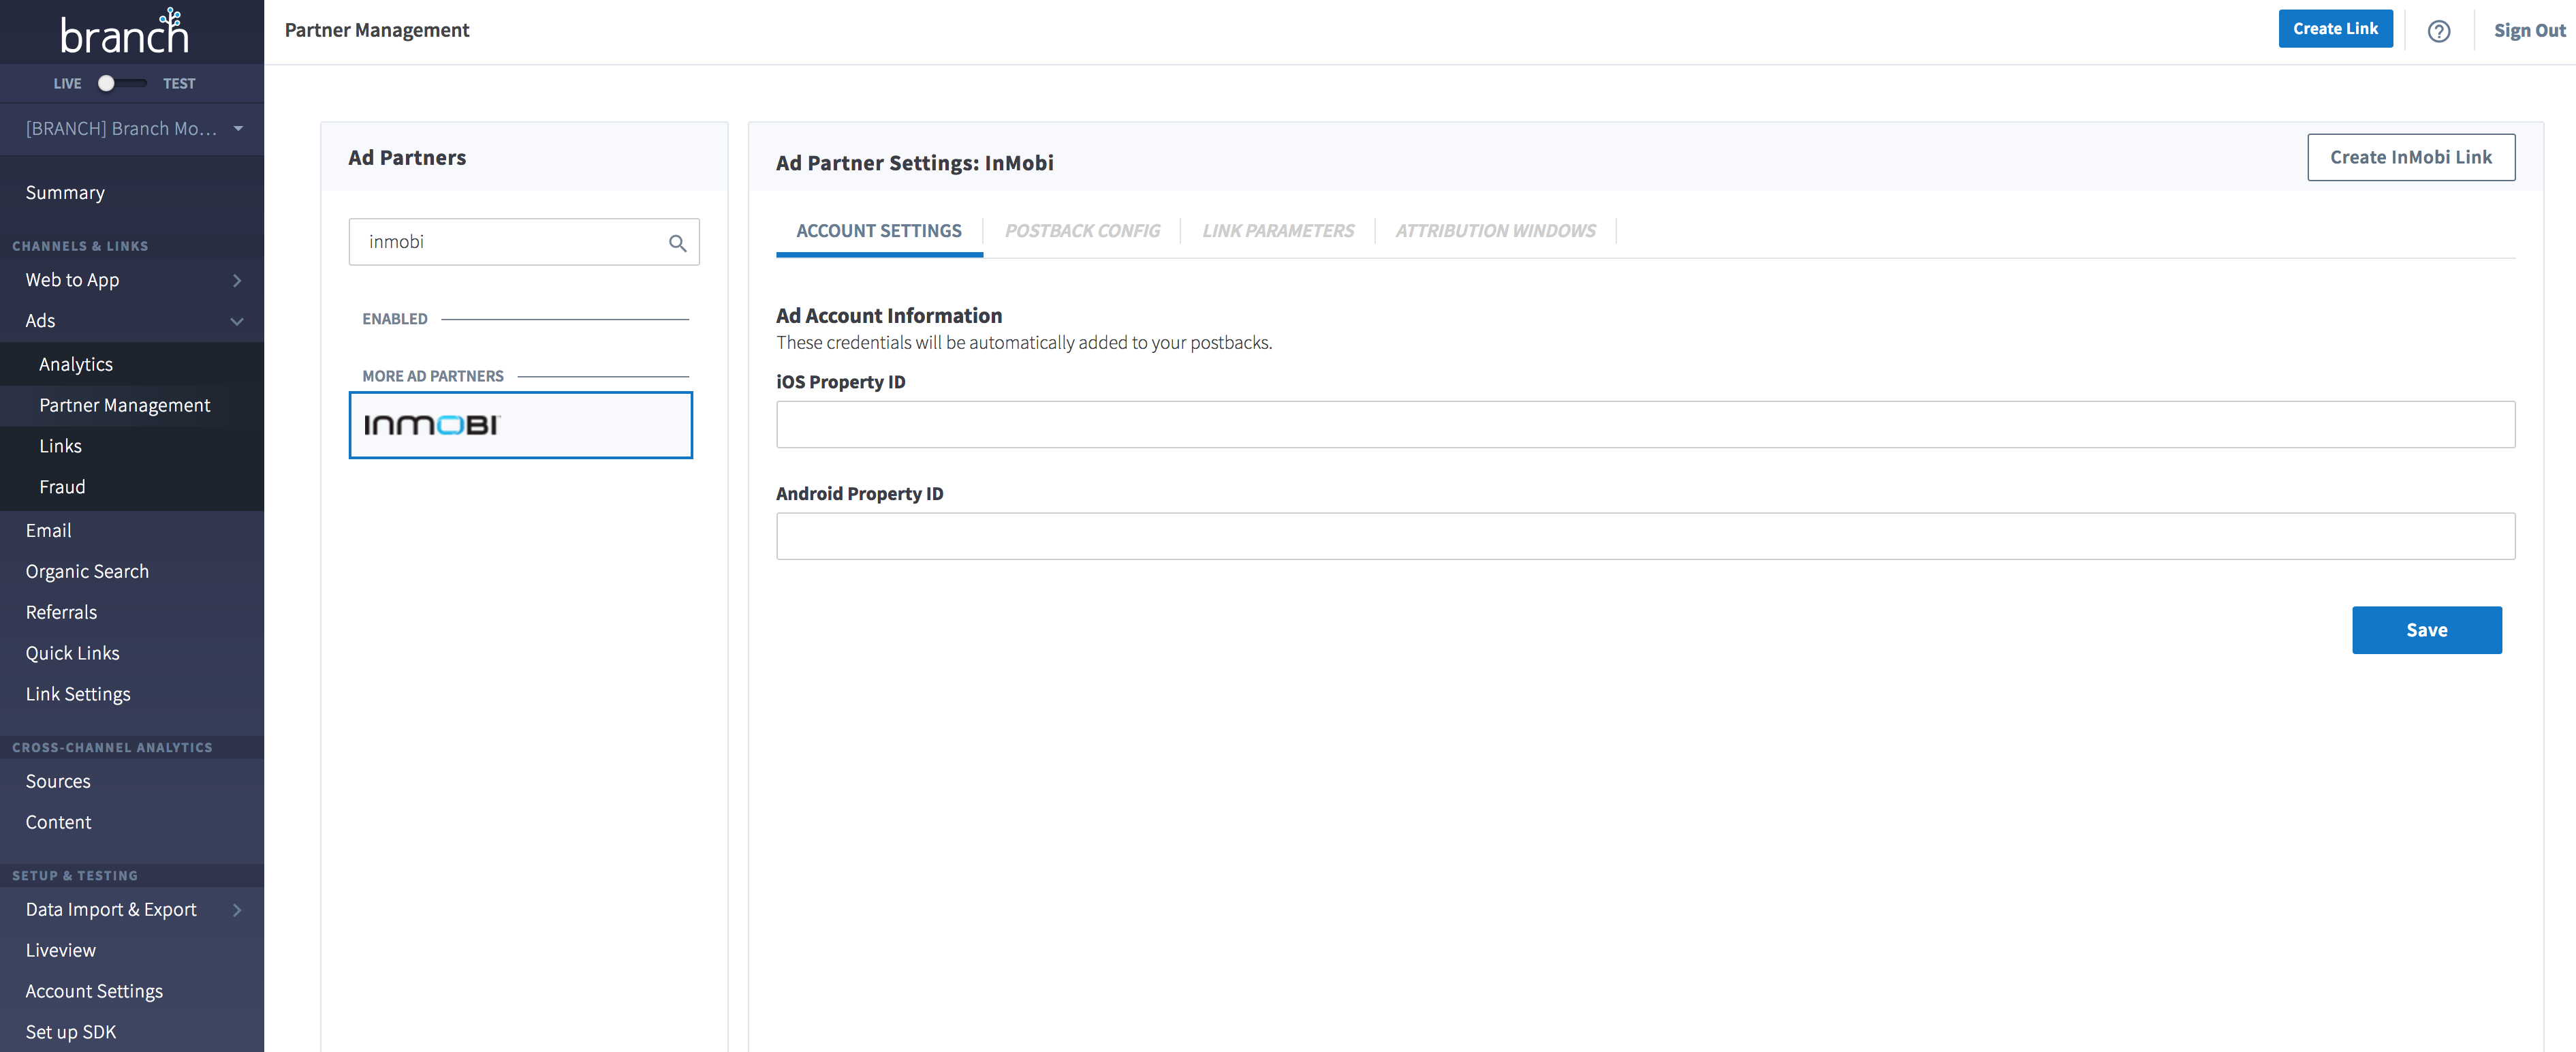 branch
LIVE TEST
[BRANCH] Branch Mo...
Summary
CHANNELS & LINKS
Web to App
Ads
Analytics
Partner Management
Links
Fraud
Email
Organic Search
Referrals
Quick Links
Link Settings
CROSS-CHANNEL ANALYTICS
Sources
Content
SETUP & TESTING
Data Import & Export
Liveview
Account Settings
Set up SDK
Partner Management
Create Link
?
Sign Out
Ad Partners
inmobi
ENABLED
MORE AD PARTNERS
INMOBI
Ad Partner Settings: InMobi
Create InMobi Link
ACCOUNT SETTINGS POSTBACK CONFIG LINK PARAMETERS ATTRIBUTION WINDOWS
Ad Account Information
These credentials will be automatically added to your postbacks.
iOS Property ID
Android Property ID
Save